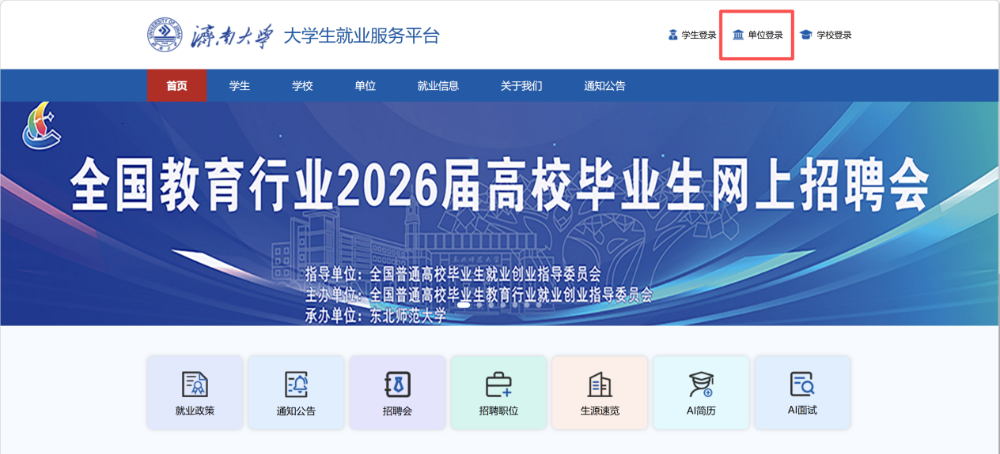 UNIVERSITY OF JINAN
濟南大学 大学生就业服务平台
学生登录 单位登录 学校登录
首页 学生 学校 单位 就业信息 关于我们 通知公告
全国教育行业2026届高校毕业生网上招聘会
指导单位：全国普通高校毕业生就业创业指导委员会
主办单位：全国普通高校毕业生教育行业就业创业指导委员会
承办单位：东北师范大学
就业政策 通知公告 招聘会 招聘职位 生源速览 AI简历 AI面试